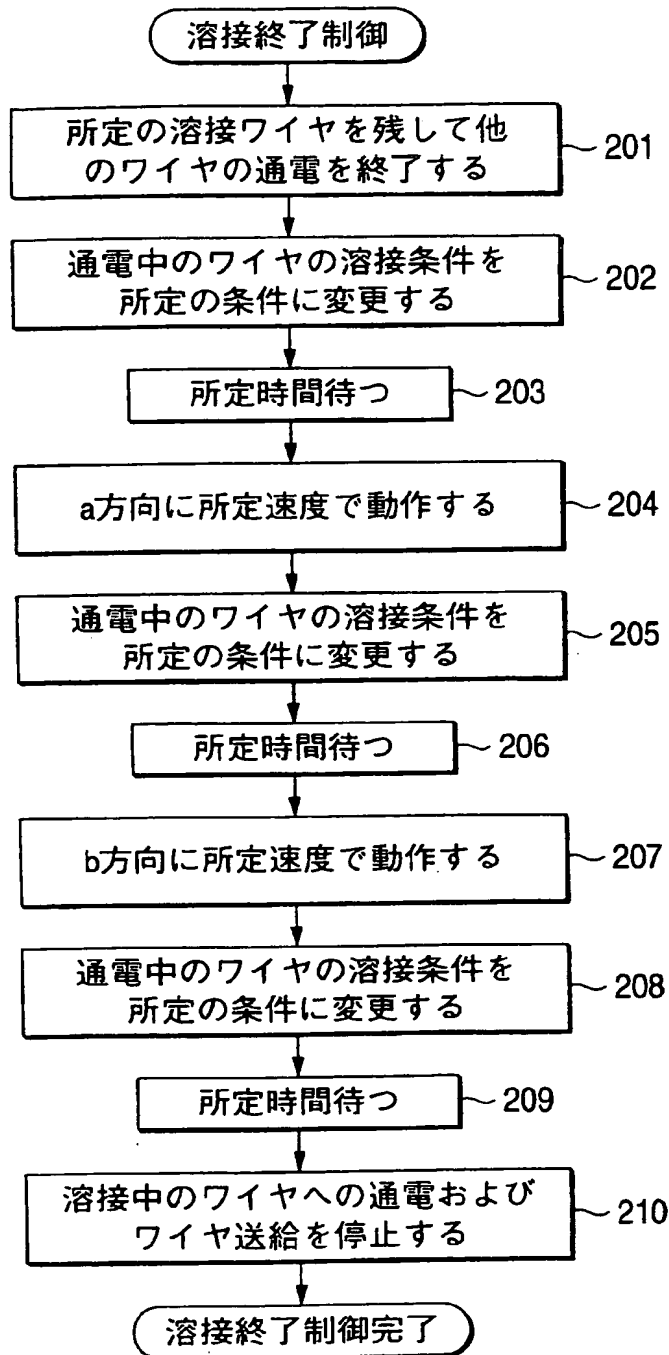 溶接終了制御
所定の溶接ワイヤを残して他
のワイヤの通電を終了する
201
通電中のワイヤの溶接条件を
所定の条件に変更する
202
所定時間待つ
203
a方向に所定速度で動作する
204
通電中のワイヤの溶接条件を
所定の条件に変更する
205
所定時間待つ
206
b方向に所定速度で動作する
207
通電中のワイヤの溶接条件を
所定の条件に変更する
208
所定時間待つ
209
溶接中のワイヤへの通電および
ワイヤ送給を停止する
210
溶接終了制御完了